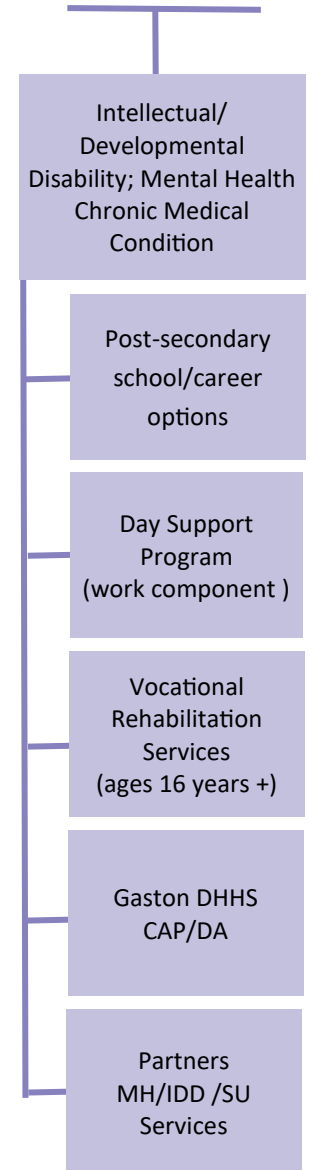 Intellectual/
Developmental
Disability; Mental Health
Chronic Medical
Condition
Post-secondary
school/career
options
Day Support
Program
(work component )
Vocational
Rehabilitation
Services
(ages 16 years +)
Gaston DHHS
CAP/DA
Partners
MH/IDD /SU
Services